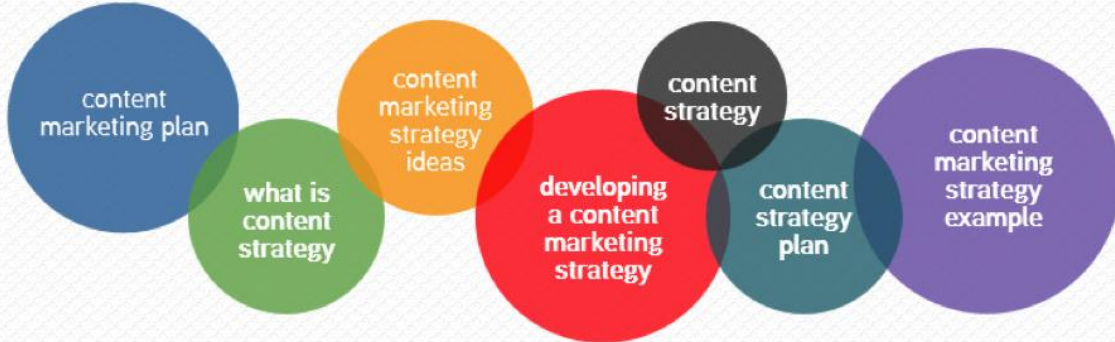 content
marketing plan
what is
content
strategy
content
marketing
strategy
ideas
developing
a content
marketing
strategy
content
strategy
content
strategy
plan
content
marketing
strategy
example